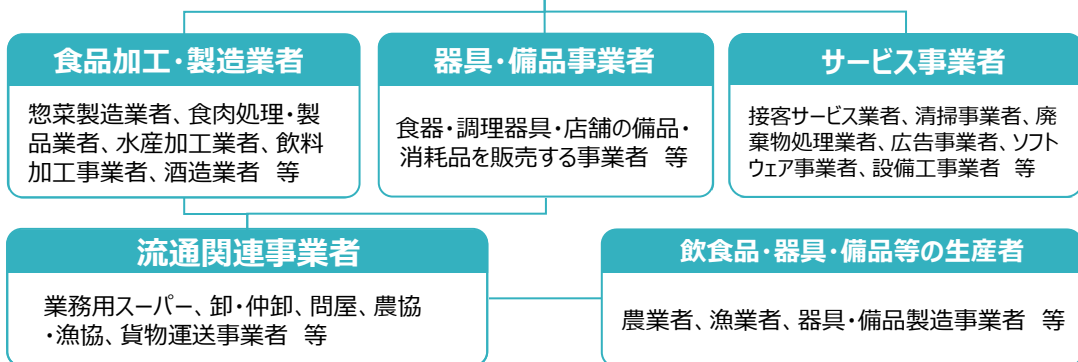 食品加工・製造業者
惣菜製造業者、食肉処理・製
品業者、水産加工業者、飲料
加工事業者、酒造業者 等
器具・備品事業者
食器・調理器具・店舗の備品・
消耗品を販売する事業者 等
サービス事業者
接客サービス業者、清掃事業者、廃
棄物処理業者、広告事業者、ソフト
ウェア事業者、設備工事業者 等
流通関連事業者
業務用スーパー、卸・仲卸、問屋、農協
・漁協、貨物運送事業者 等
飲食品・器具・備品等の生産者
農業者、漁業者、器具・備品製造事業者 等